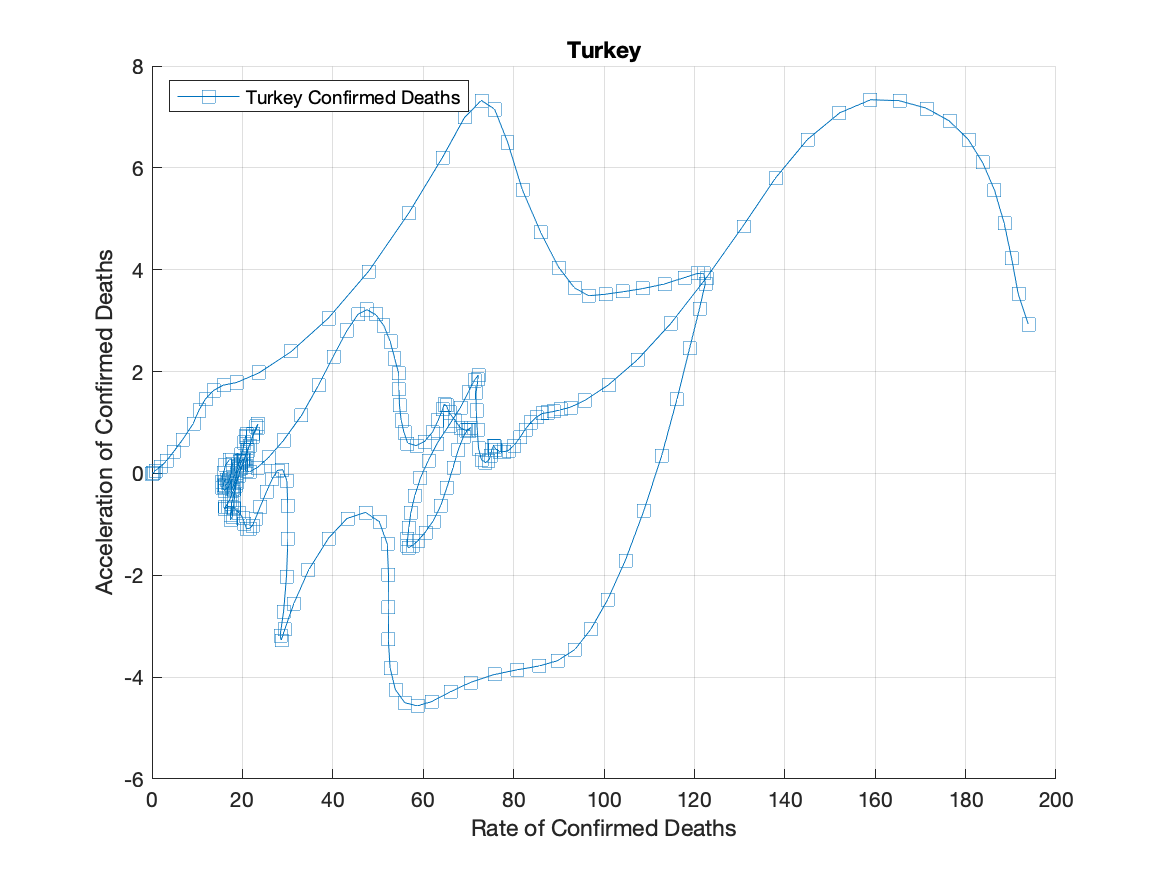 Turkey
Turkey Confirmed Deaths
Acceleration of Confirmed Deaths
8
6
4
2
0
-2
-4
-6
0 20 40 60 80 100 120 140 160 180 200
Rate of Confirmed Deaths